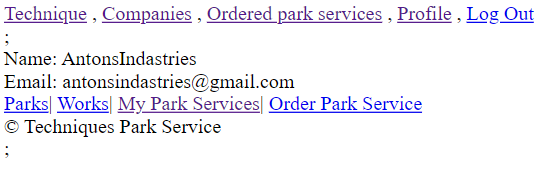 Technique , Companies , Ordered park services , Profile , Log Out
;
Name: AntonsIndastries
Email: antonsindastries@gmail.com
Parks| Works| My Park Services| Order Park Service
© Techniques Park Service
;